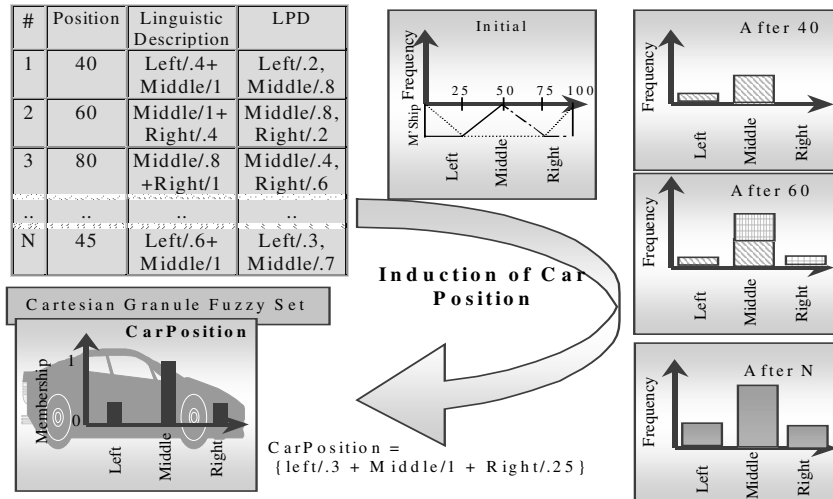 # Position Linguistic Description LPD
1 40 Left/.4+ Middle/1 Left/.2, Middle/.8
2 60 Middle/1+ Right/.4 Middle/.8, Right/.2
3 80 Middle/.8 +Right/1 Middle/.4, Right/.6
.. .. .. ..
N 45 Left/.6+ Middle/1 Left/.3, Middle/.7
Initial
Frequency
25 50 75 100
M'Ship
Left Middle Right
After 40
Frequency
Left Middle Right
After 60
Frequency
Left Middle Right
After N
Frequency
Left Middle Right
Induction of Car
Position
Cartesian Granule Fuzzy Set
CarPosition
Membership
1
0
Left Middle Right
CarPosition =
{left/.3 + Middle/1 + Right/.25}